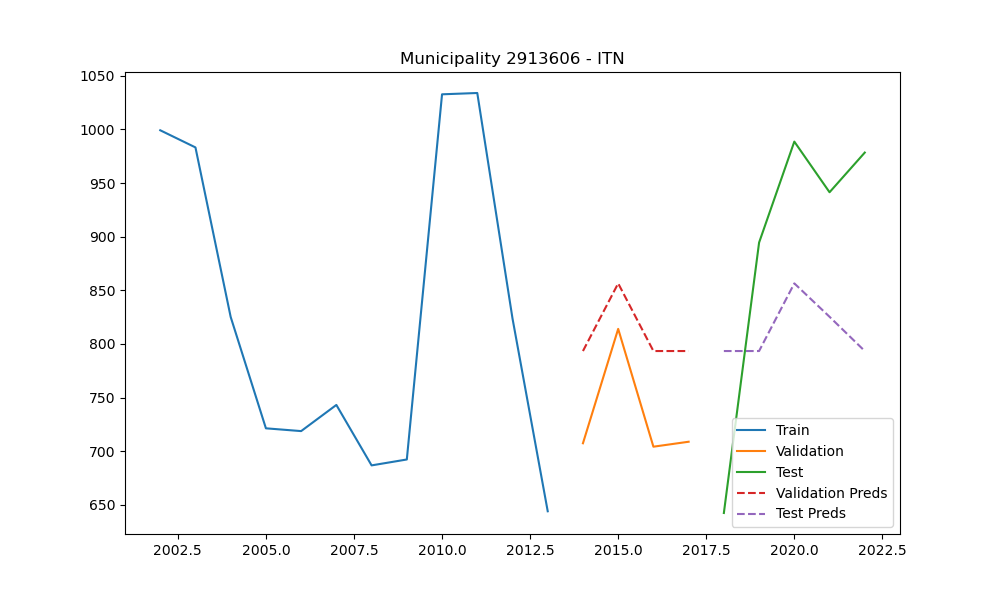 Municipality 2913606 - ITN
1050
1000
950
900
850
800
750
700
650
Train
Validation
Test
Validation Preds
Test Preds
2002.5 2005.0 2007.5 2010.0 2012.5 2015.0 2017.5 2020.0 2022.5